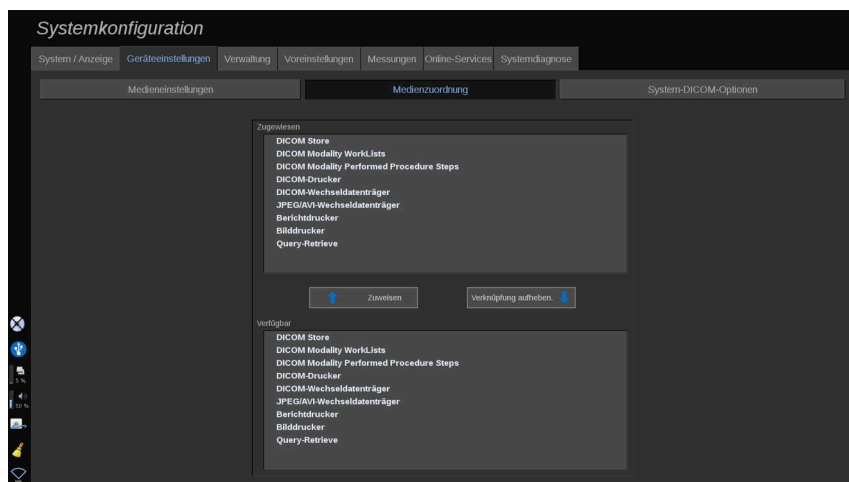 Systemkonfiguration
System / Anzeige Geräteeinstellungen Verwaltung Voreinstellungen Messungen Online-Services Systemdiagnose
Medieneinstellungen Medienzuordnung System-DICOM-Optionen
Zugewiesen
DICOM Store
DICOM Modality WorkLists
DICOM Modality Performed Procedure Steps
DICOM-Drucker
DICOM-Wechseldatenträger
JPEG/AVI-Wechseldatenträger
Berichtdrucker
Bilddrucker
Query-Retrieve
Zuweisen Verknüpfung aufheben.
Verfügbar
DICOM Store
DICOM Modality WorkLists
DICOM Modality Performed Procedure Steps
DICOM-Drucker
DICOM-Wechseldatenträger
JPEG/AVI-Wechseldatenträger
Berichtdrucker
Bilddrucker
Query-Retrieve
5 %
50 %